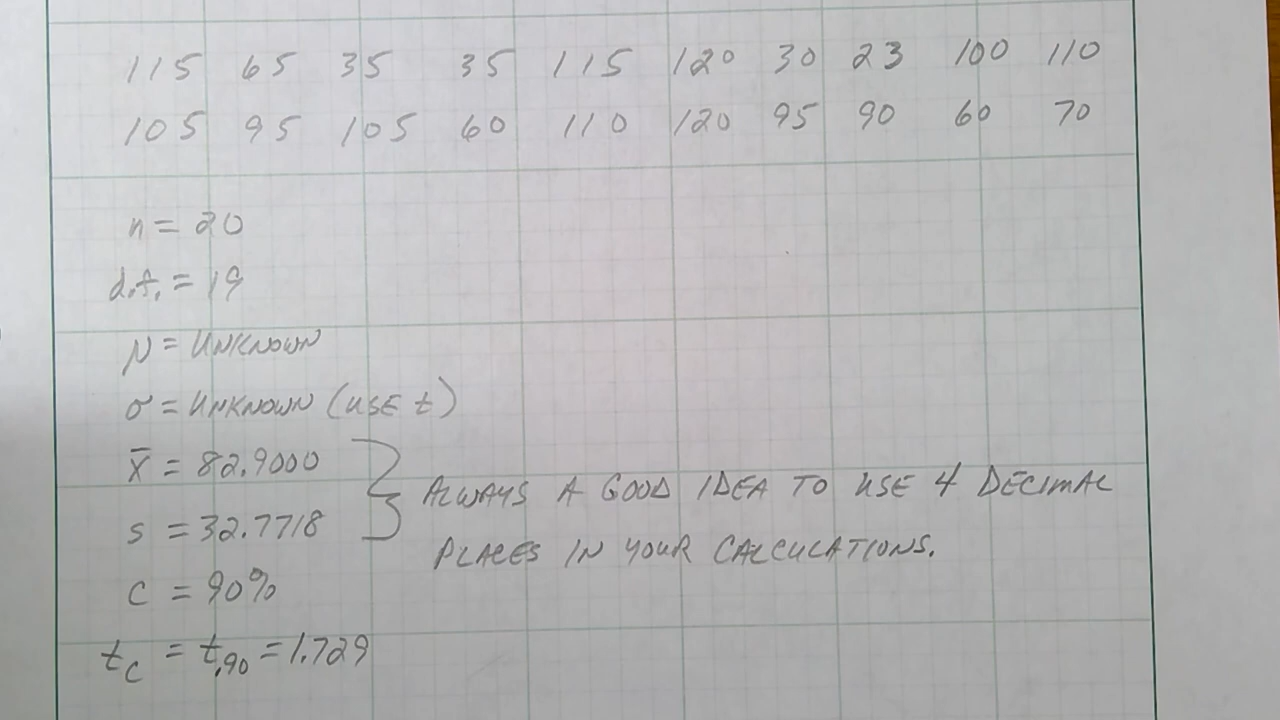 115 65 35 35 115 120 30 23 100 110
105 95 105 60 110 120 95 90 60 70
n = 20
d.f. = 19
μ = UNKNOWN
σ = UNKNOWN (USE t)
x̄ = 82.9000
s = 32.7718
ALWAYS A GOOD IDEA TO USE 4 DECIMAL
PLACES IN YOUR CALCULATIONS.
c = 90%
t_c = t_.90 = 1.729